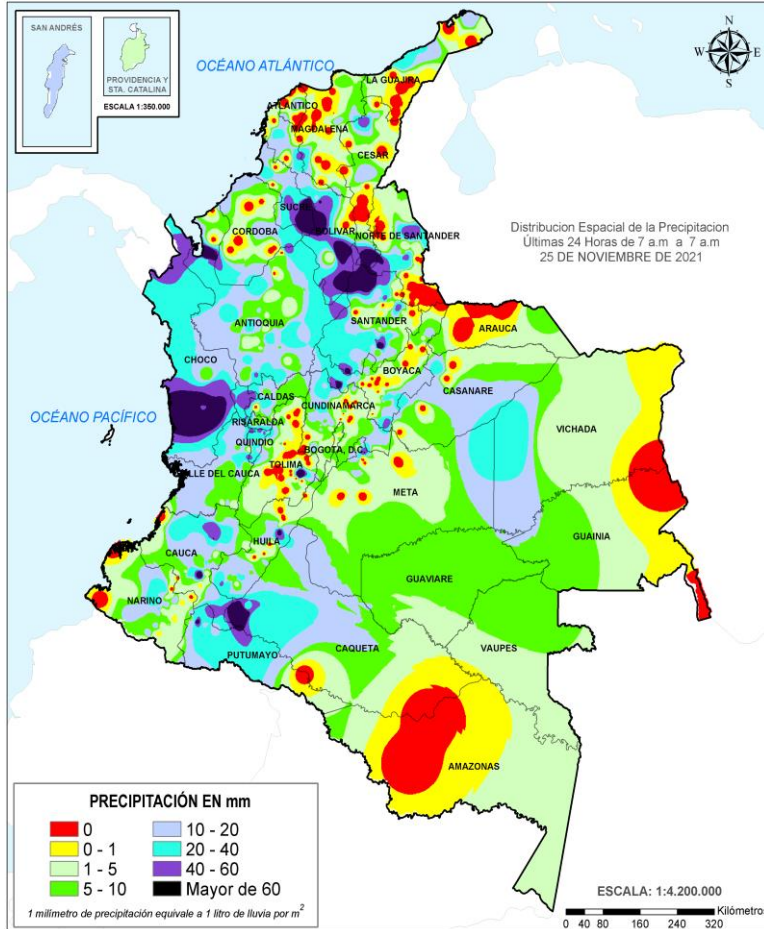 SAN ANDRÉS
PROVIDENCIA Y
STA. CATALINA
ESCALA 1:350.000
OCÉANO ATLÁNTICO
N
W
E
S
LA GUAJIRA
ATLANTICO
MAGDALENA
CESAR
SUCRE
BOLIVAR
CORDOBA
NORTE DE SANTANDER
Distribucion Espacial de la Precipitacion
Últimas 24 Horas de 7 a.m a 7 a.m
25 DE NOVIEMBRE DE 2021
ANTIOQUIA
SANTANDER
ARAUCA
CHOCO
BOYACA
CASANARE
OCÉANO PACÍFICO
CALDAS
CUNDINAMARCA
RISARALDA
VICHADA
QUINDIO
BOGOTA, D.C.
TOLIMA
VALLE DEL CAUCA
META
GUAINIA
CAUCA
HUILA
GUAVIARE
NARINO
CAQUETA
VAUPES
PUTUMAYO
AMAZONAS
PRECIPITACIÓN EN mm
0
0 - 1
1 - 5
5 - 10
10 - 20
20 - 40
40 - 60
Mayor de 60
1 milímetro de precipitación equivale a 1 litro de lluvia por m²
ESCALA: 1:4.200.000
Kilómetros
0 40 80 160 240 320